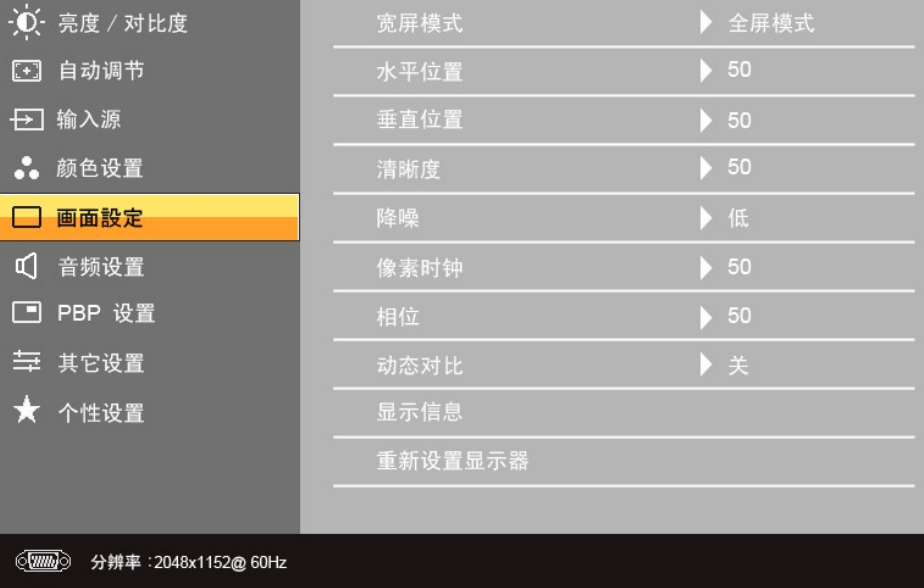 亮度 / 对比度
自动调节
输入源
颜色设置
画面設定
音频设置
PBP 设置
其它设置
个性设置
宽屏模式 全屏模式
水平位置 50
垂直位置 50
清晰度 50
降噪 低
像素时钟 50
相位 50
动态对比 关
显示信息
重新设置显示器
分辨率 :2048x1152@ 60Hz